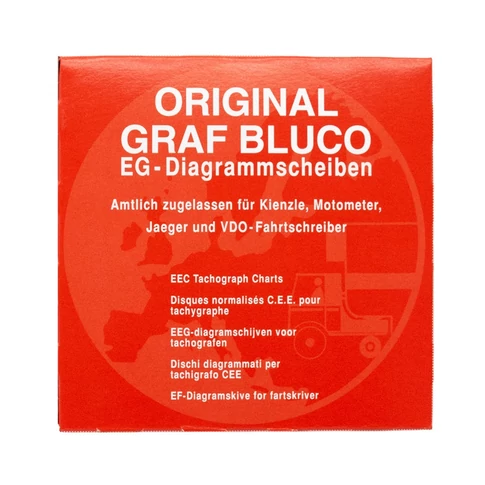 ORIGINAL
GRAF BLUCO
EG-Diagrammscheiben
Amtlich zugelassen für Kienzle, Motometer,
Jaeger und VDO-Fahrtschreiber
EEC Tachograph Charts
Disques normalisés C.E.E. pour
tachygraphe
EEG-diagramschijven voor
tachografen
Dischi diagrammati per
tachigrafo CEE
EF-Diagramskive for fartskriver